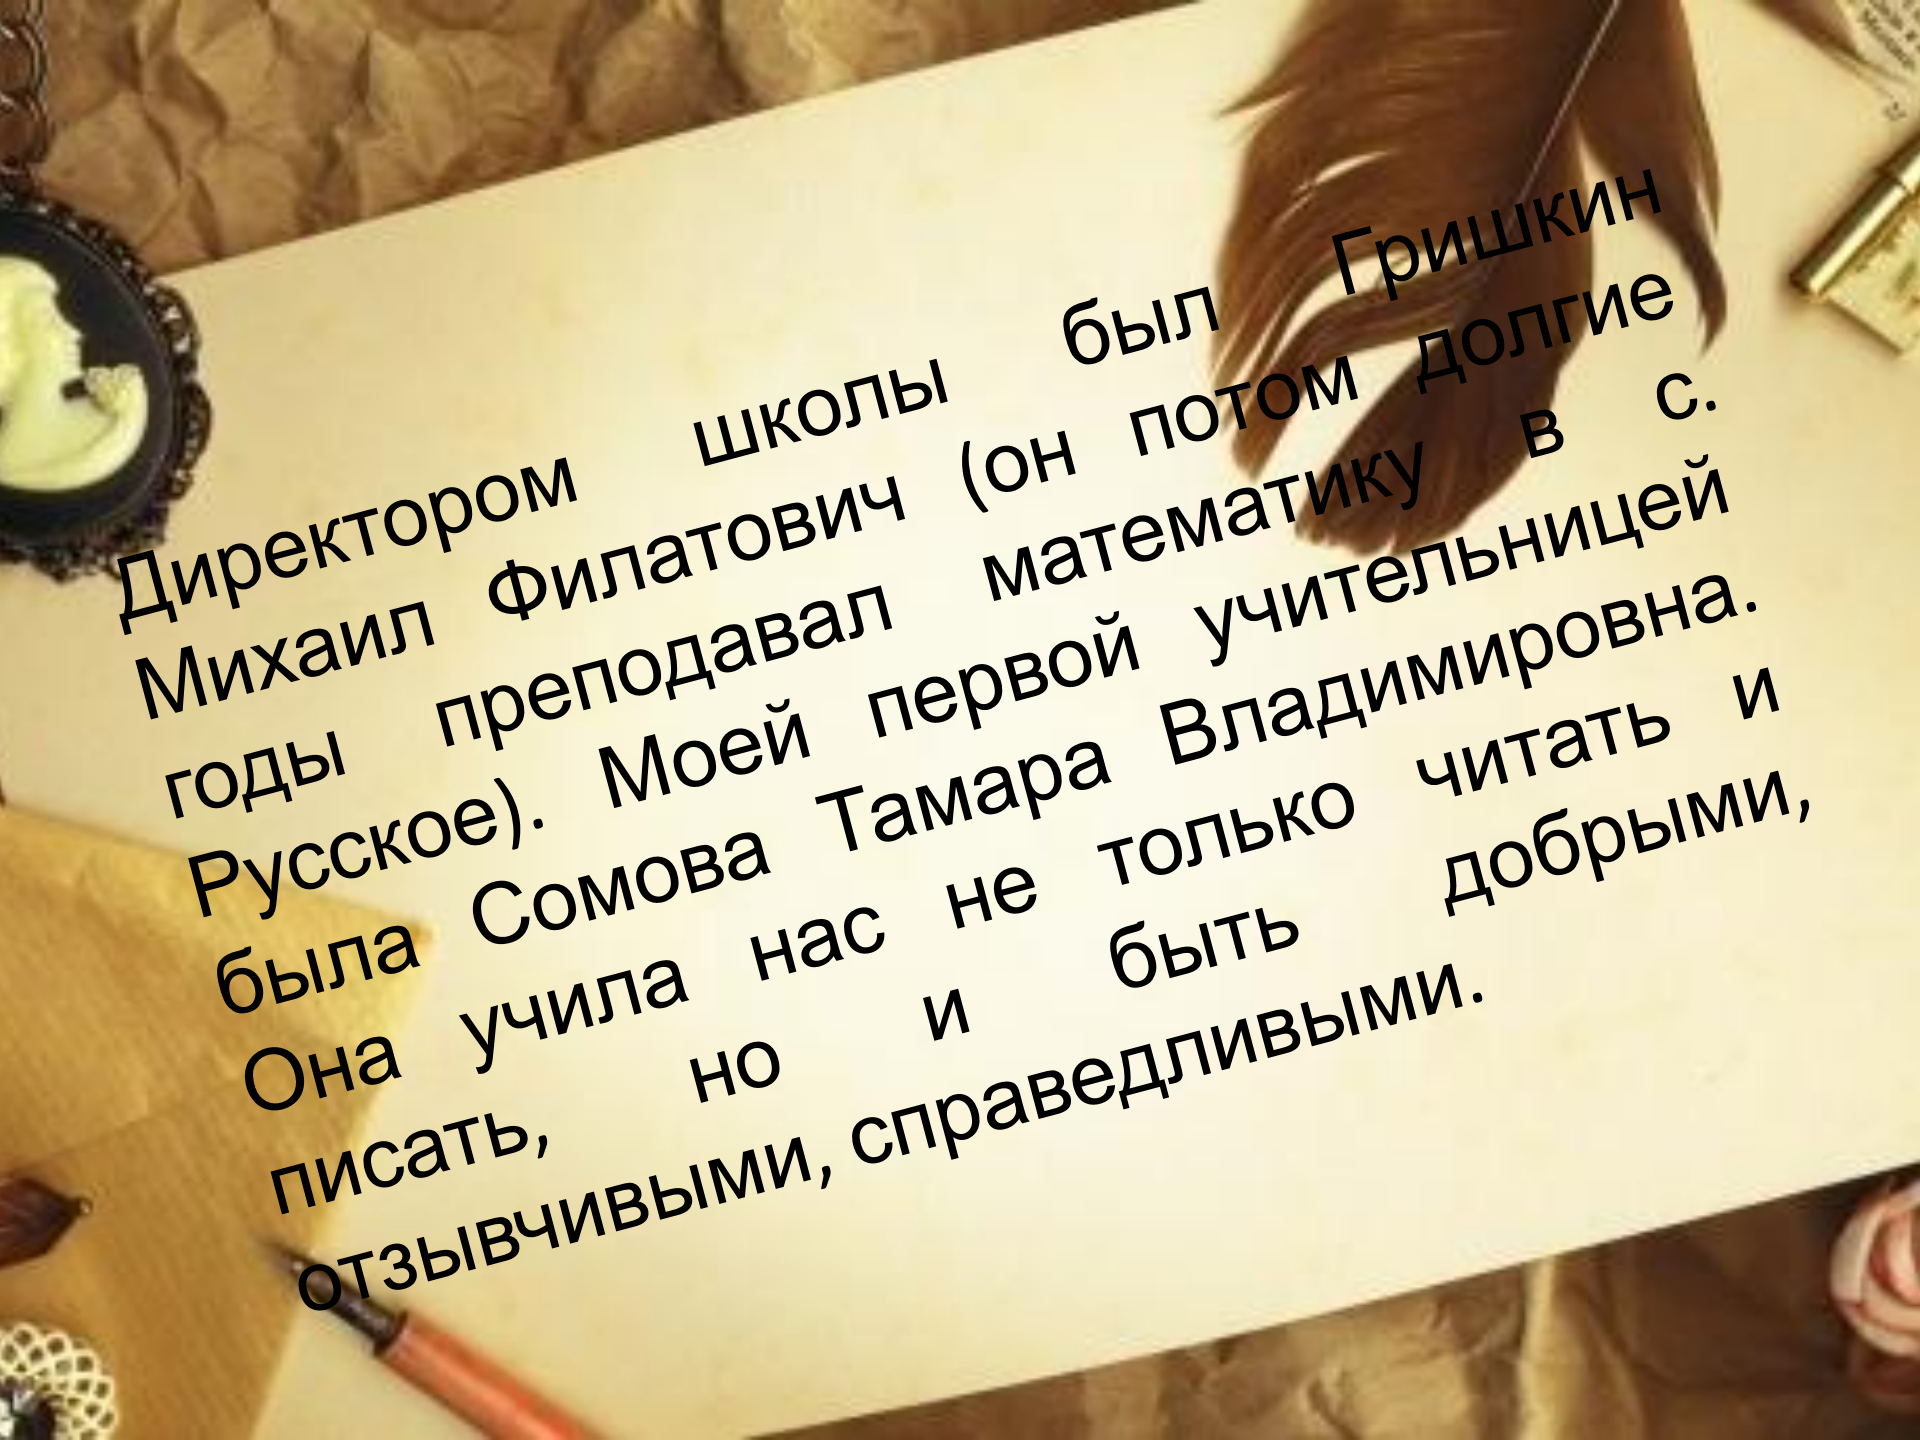 Директором школы был Гришкин
Михаил Филатович (он потом долгие
годы преподавал математику в с.
Русское). Моей первой учительницей
была Сомова Тамара Владимировна.
Она учила нас не только читать и
писать, но и быть добрыми,
отзывчивыми, справедливыми.